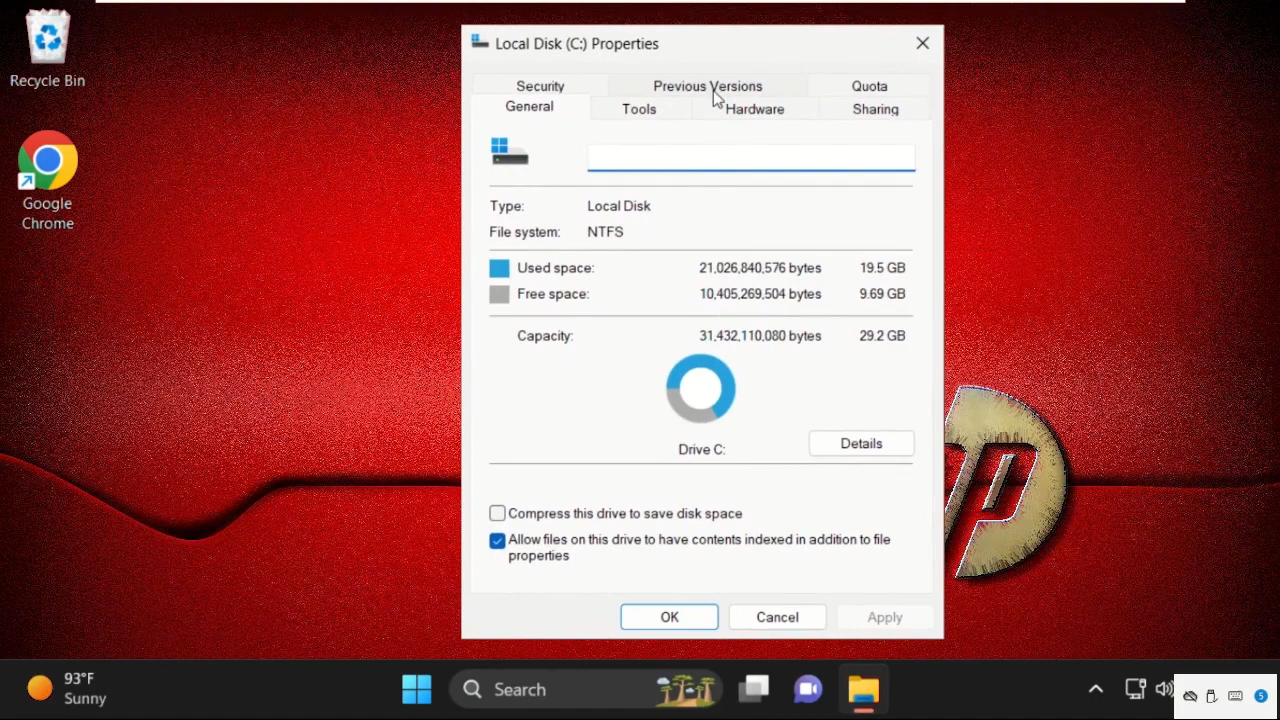 Recycle Bin
Google
Chrome
Local Disk (C:) Properties
Security
Previous Versions
Quota
General
Tools
Hardware
Sharing
Type:
Local Disk
File system:
NTFS
Used space:
21,026,840,576 bytes
19.5 GB
Free space:
10,405,269,504 bytes
9.69 GB
Capacity:
31,432,110,080 bytes
29.2 GB
Drive C:
Details
Compress this drive to save disk space
Allow files on this drive to have contents indexed in addition to file
properties
OK
Cancel
Apply
93°F
Sunny
Search
5